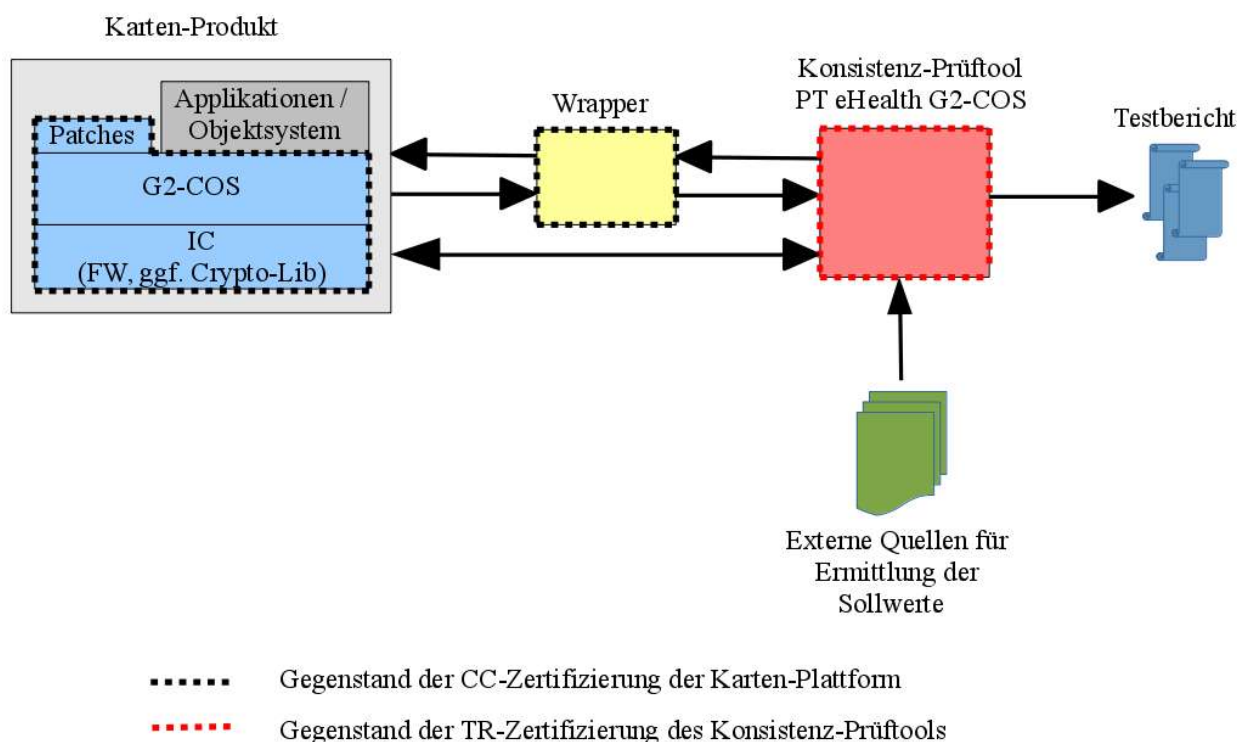 Karten-Produkt
Applikationen /
Objektsystem
Patches
G2-COS
IC
(FW, ggf. Crypto-Lib)
Wrapper
Konsistenz-Prüftool
PT eHealth G2-COS
Testbericht
Externe Quellen für
Ermittlung der
Sollwerte
Gegenstand der CC-Zertifizierung der Karten-Plattform
Gegenstand der TR-Zertifizierung des Konsistenz-Prüftools